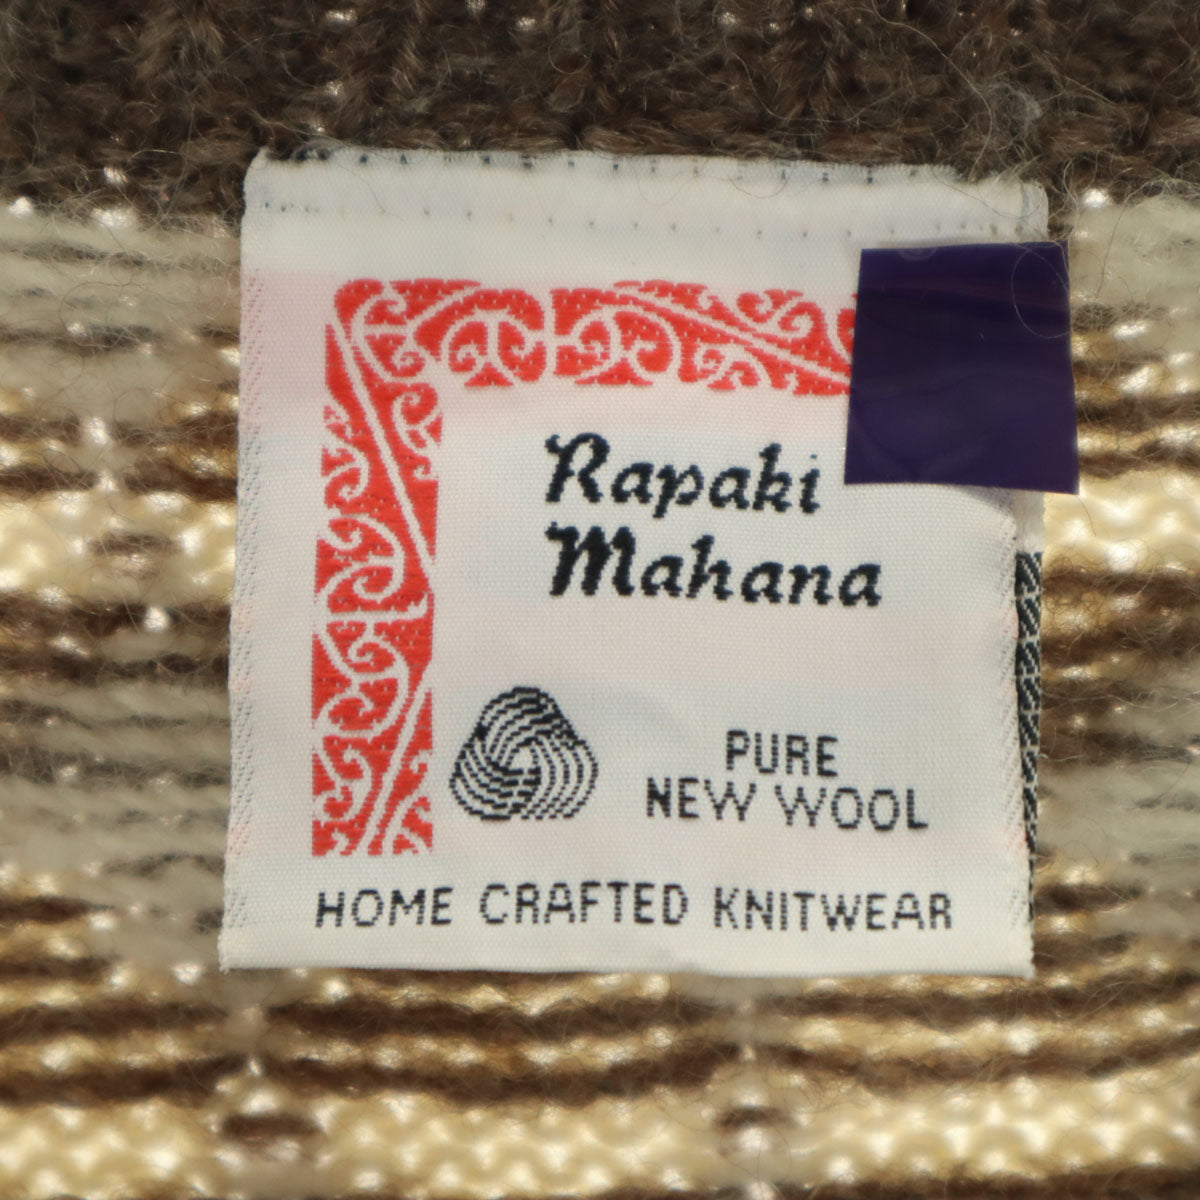 Rapaki
Mahana
PURE
NEW WOOL
HOME CRAFTED KNITWEAR